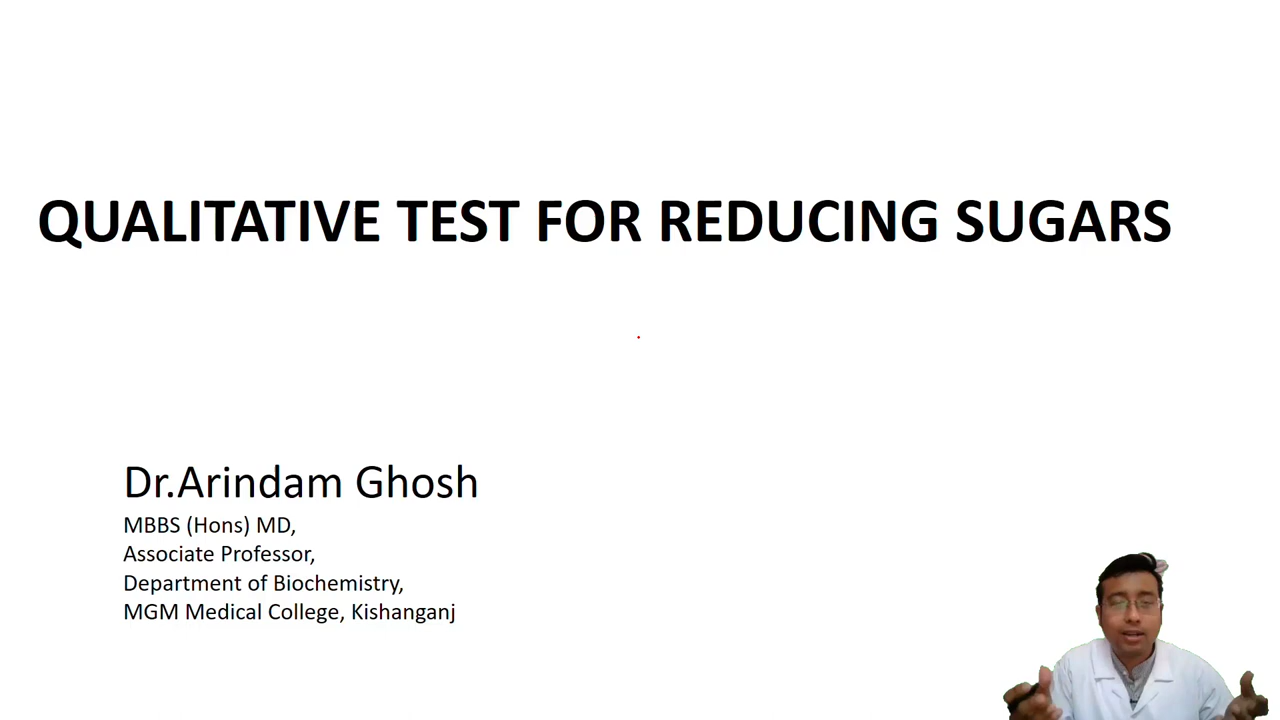 QUALITATIVE TEST FOR REDUCING SUGARS
Dr.Arindam Ghosh
MBBS (Hons) MD,
Associate Professor,
Department of Biochemistry,
MGM Medical College, Kishanganj